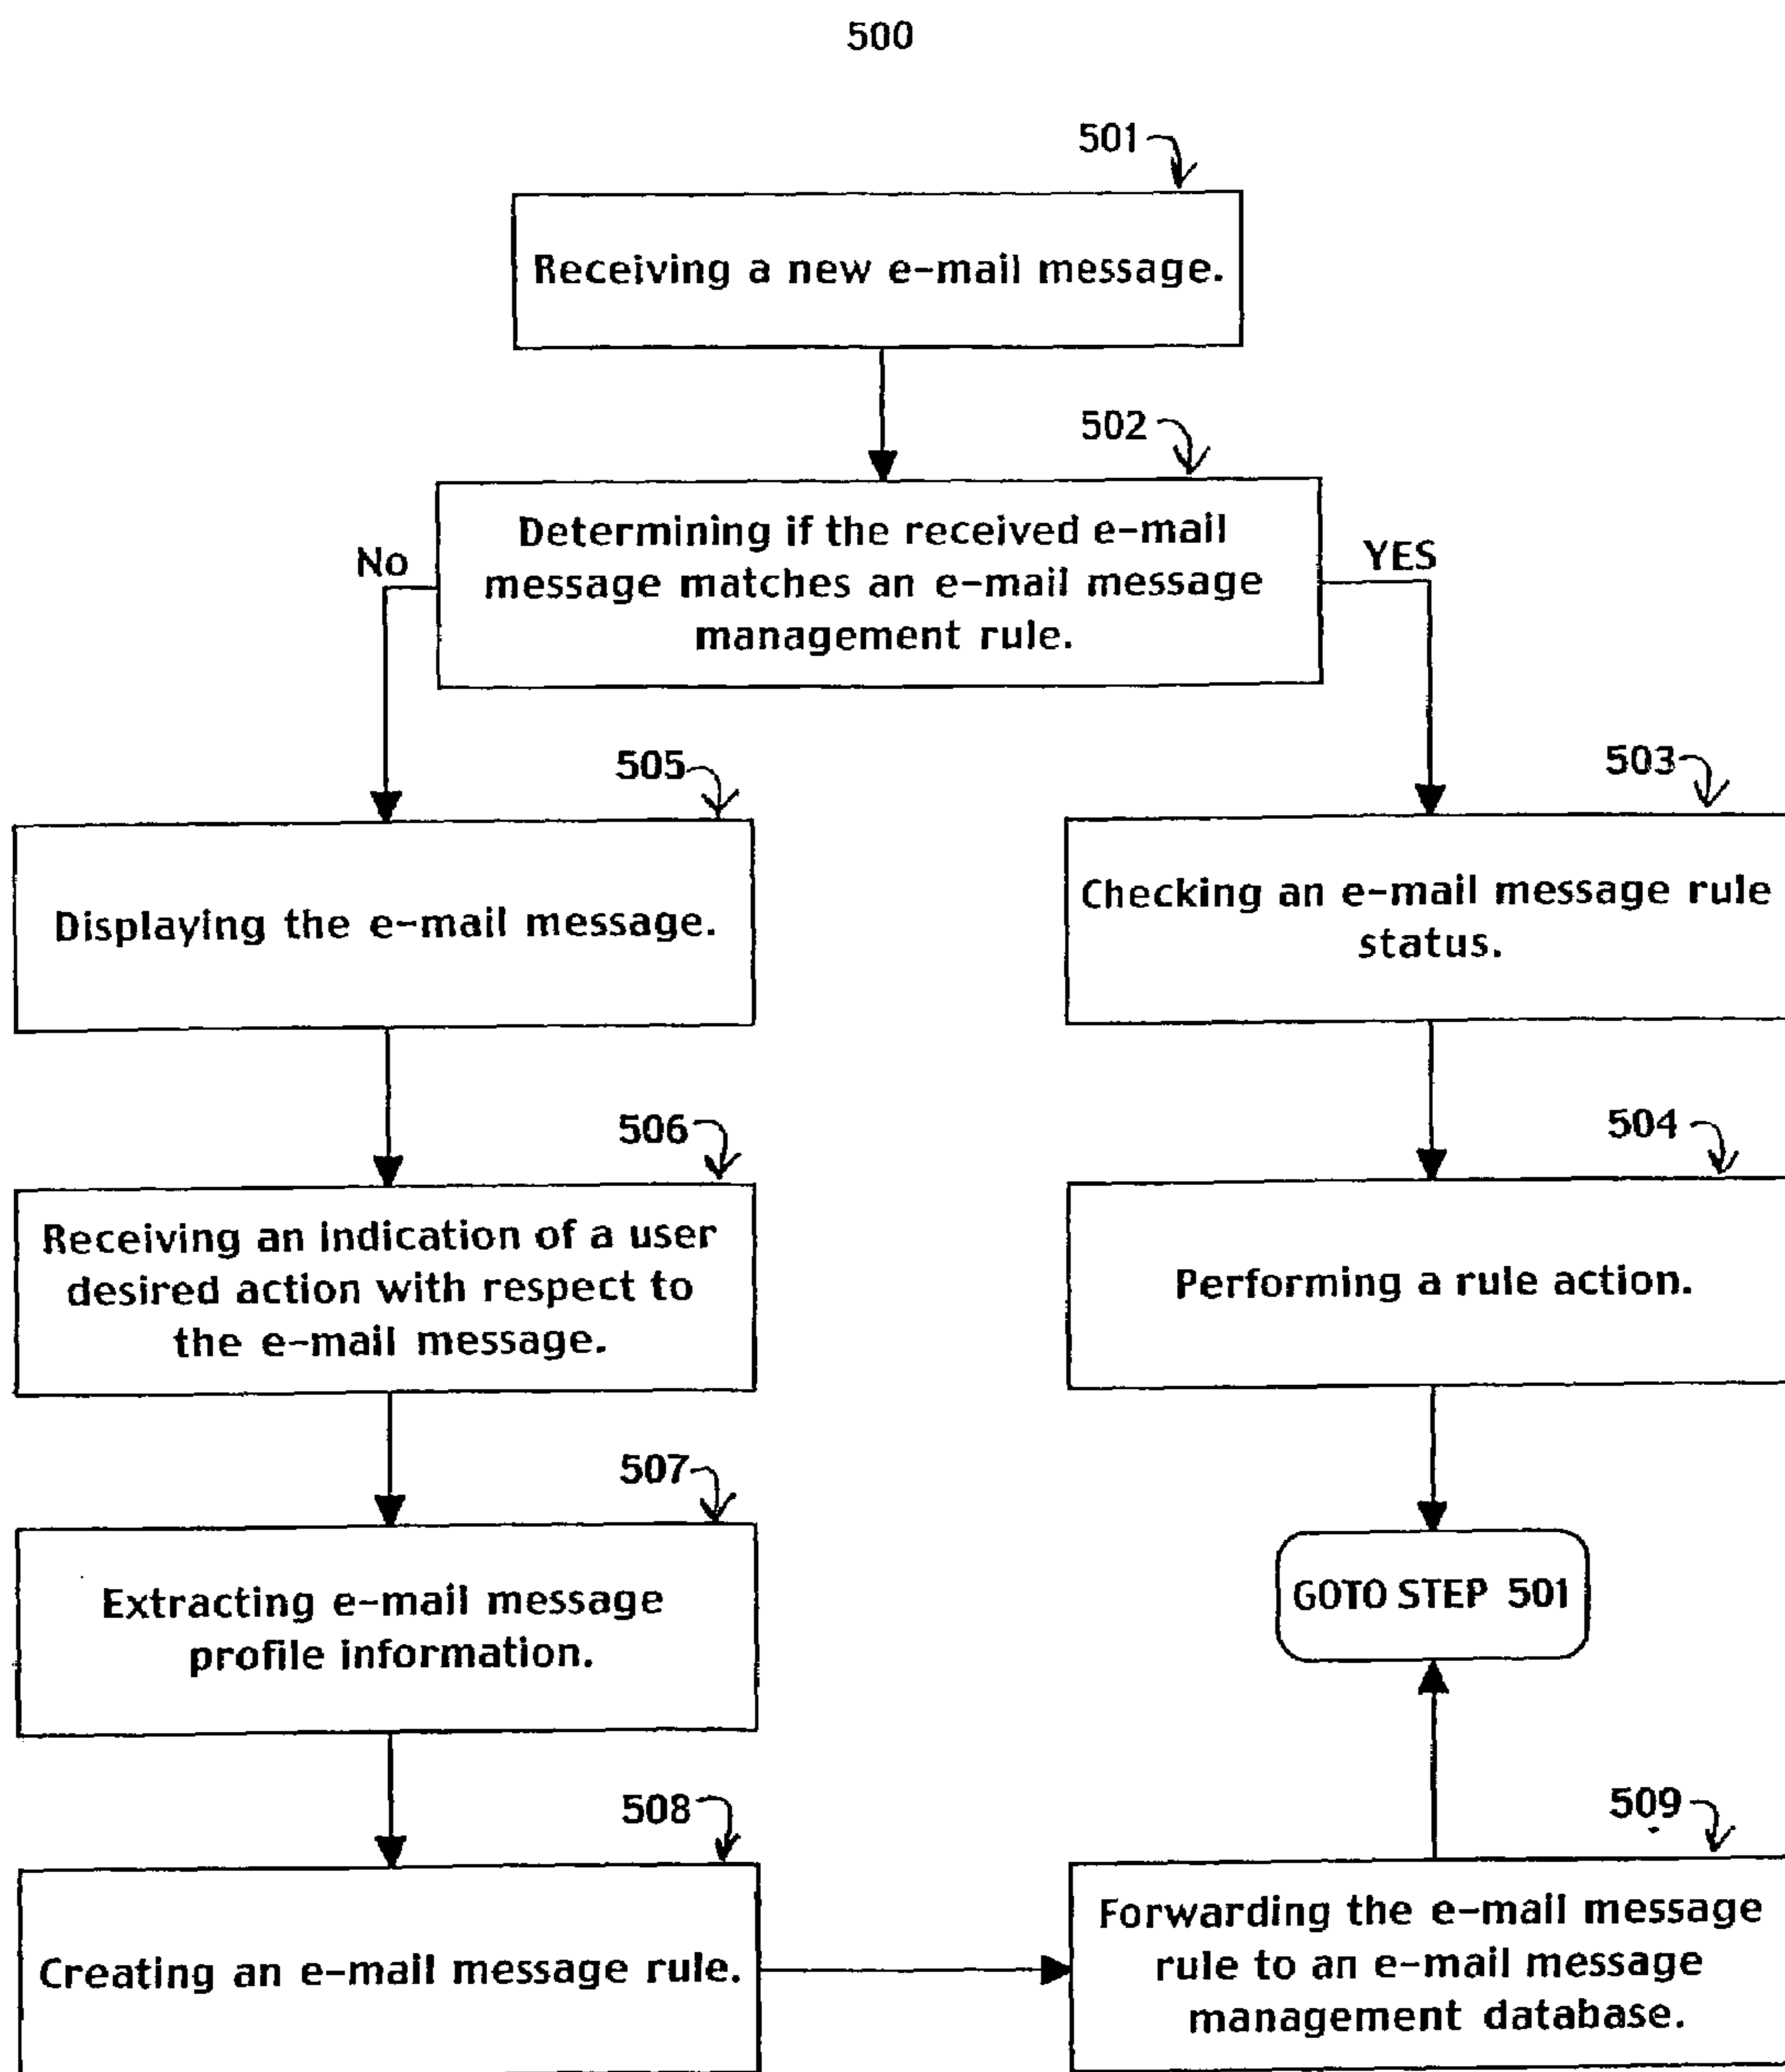 500
501
Receiving a new e-mail message.
502
Determining if the received e-mail
message matches an e-mail message
management rule.
No
YES
505
503
Displaying the e-mail message.
Checking an e-mail message rule
status.
506
504
Receiving an indication of a user
desired action with respect to
the e-mail message.
Performing a rule action.
507
Extracting e-mail message
profile information.
GOTO STEP 501
508
509
Creating an e-mail message rule.
Forwarding the e-mail message
rule to an e-mail message
management database.